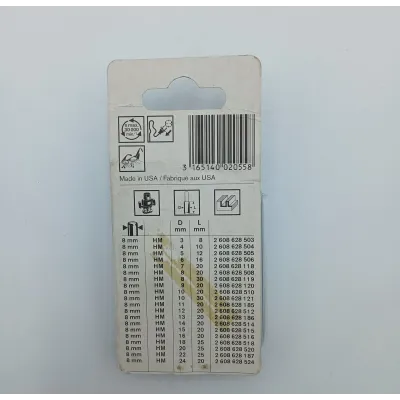 3 165140 020558
Made in USA / Fabriqué aux USA
D L
mm mm
8 mm HM 3 8 2 608 628 503
8 mm HM 4 10 2 608 628 504
8 mm HM 5 12 2 608 628 505
8 mm HM 6 16 2 608 628 506
8 mm HM 7 20 2 608 628 118
8 mm HM 8 20 2 608 628 508
8 mm HM 8 30 2 608 628 119
8 mm HM 9 20 2 608 628 120
8 mm HM 10 20 2 608 628 510
8 mm HM 10 30 2 608 628 121
8 mm HM 11 20 2 608 628 185
8 mm HM 12 20 2 608 628 512
8 mm HM 13 20 2 608 628 186
8 mm HM 14 20 2 608 628 514
8 mm HM 15 20 2 608 628 515
8 mm HM 16 20 2 608 628 516
8 mm HM 18 25 2 608 628 518
8 mm HM 20 25 2 608 628 520
8 mm HM 22 25 2 608 628 187
8 mm HM 24 20 2 608 628 524